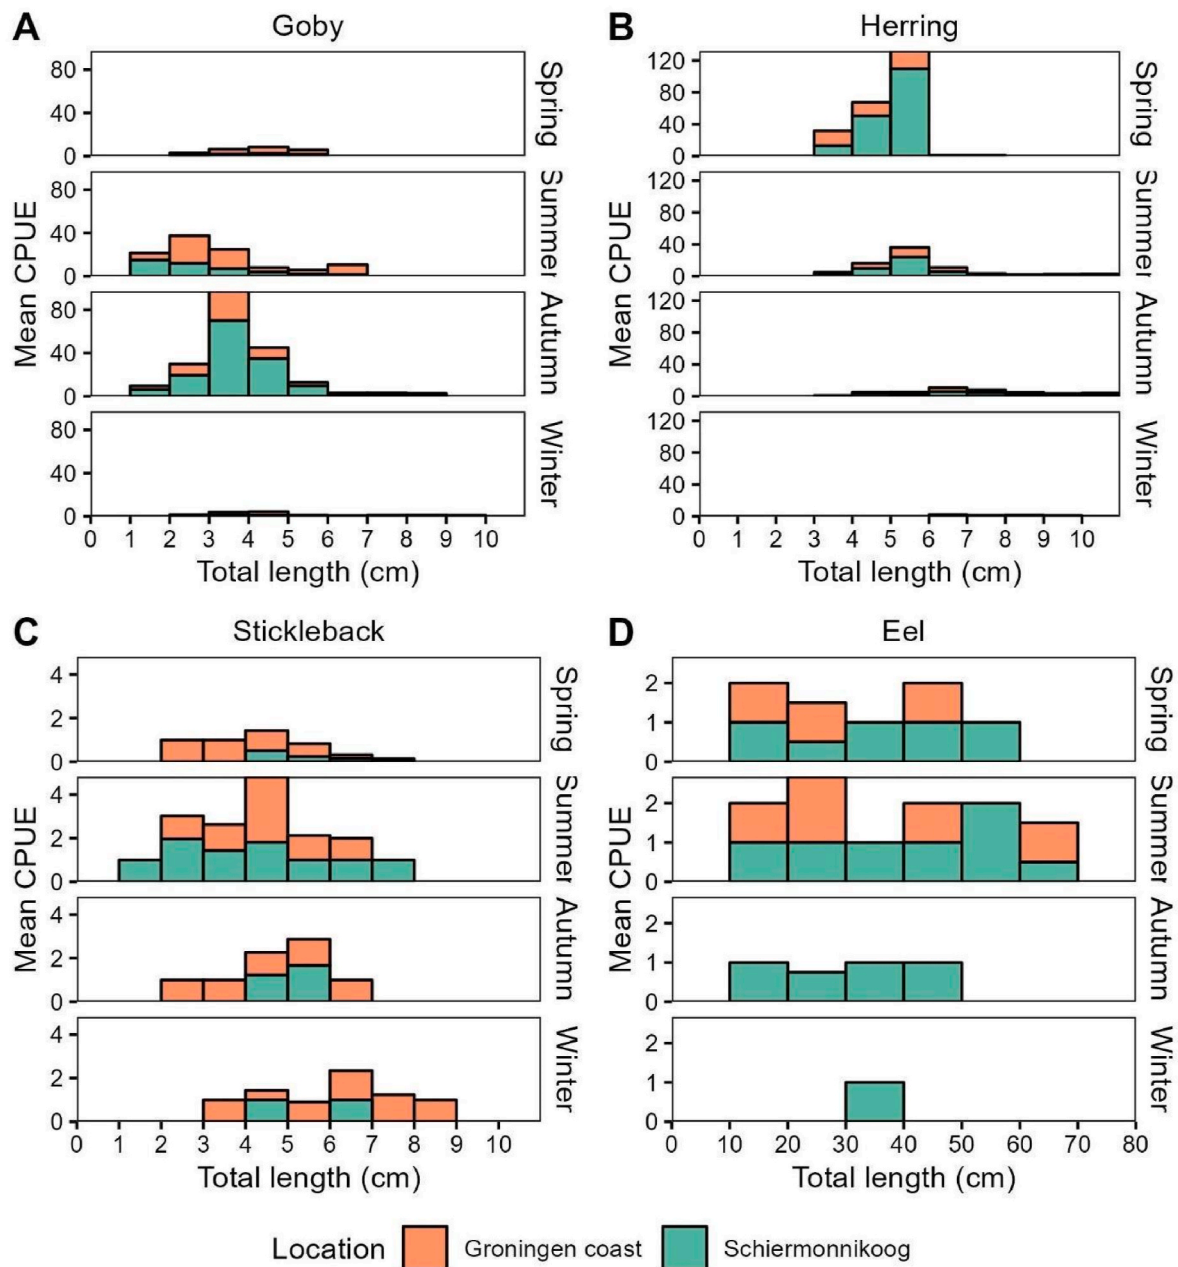 A Goby
80
40
0
Spring
80
40
0
Summer
80
40
0
Autumn
80
40
0
Winter
Mean CPUE
0 1 2 3 4 5 6 7 8 9 10
Total length (cm)
B Herring
120
80
40
0
Spring
120
80
40
0
Summer
120
80
40
0
Autumn
120
80
40
0
Winter
Mean CPUE
0 1 2 3 4 5 6 7 8 9 10
Total length (cm)
C Stickleback
4
2
0
Spring
4
2
0
Summer
4
2
0
Autumn
4
2
0
Winter
Mean CPUE
0 1 2 3 4 5 6 7 8 9 10
Total length (cm)
D Eel
2
1
0
Spring
2
1
0
Summer
2
1
0
Autumn
2
1
0
Winter
Mean CPUE
0 10 20 30 40 50 60 70 80
Total length (cm)
Location Groningen coast Schiermonnikoog